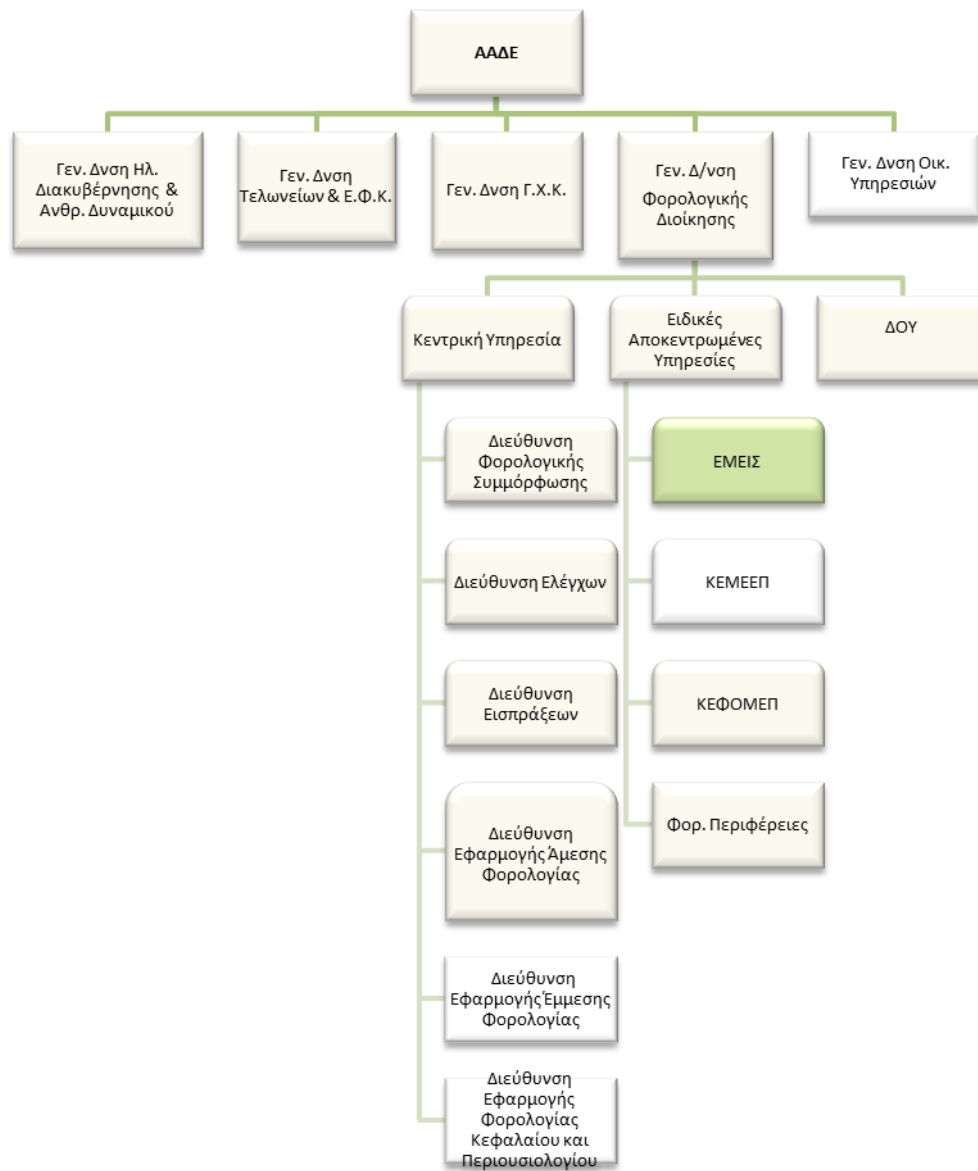 ΑΑΔΕ
Γεν. Δνση Ηλ.
Διακυβέρνησης &
Ανθρ. Δυναμικού
Γεν. Δνση
Τελωνείων & Ε.Φ.Κ.
Γεν. Δνση Γ.Χ.Κ.
Γεν. Δ/νση
Φορολογικής
Διοίκησης
Γεν. Δνση Οικ.
Υπηρεσιών
Κεντρική Υπηρεσία
Ειδικές
Αποκεντρωμένες
Υπηρεσίες
ΔΟΥ
Διεύθυνση
Φορολογικής
Συμμόρφωσης
Διεύθυνση Ελέγχων
Διεύθυνση
Εισπράξεων
Διεύθυνση
Εφαρμογής Άμεσης
Φορολογίας
Διεύθυνση
Εφαρμογής Έμμεσης
Φορολογίας
Διεύθυνση
Εφαρμογής
Φορολογίας
Κεφαλαίου και
Περιουσιολογίου
ΕΜΕΙΣ
ΚΕΜΕΕΠ
ΚΕΦΟΜΕΠ
Φορ. Περιφέρειες